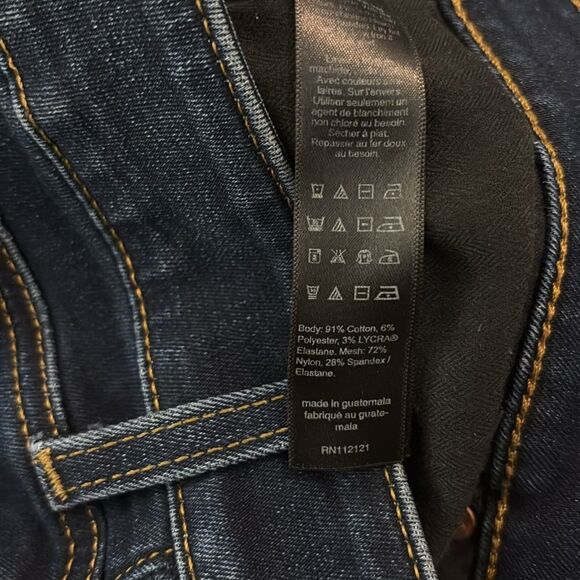 machine
Avec couleurs sim-
ilaires. Sur l'envers.
Utiliser seulement un
agent de blanchiment
non chloré au besoin.
Sécher à plat.
Repasser au fer doux
au besoin.
Body: 91% Cotton, 6%
Polyester, 3% LYCRA®
Elastane. Mesh: 72%
Nylon, 28% Spandex /
Elastane.
made in guatemala
fabriqué au guate-
mala
RN112121